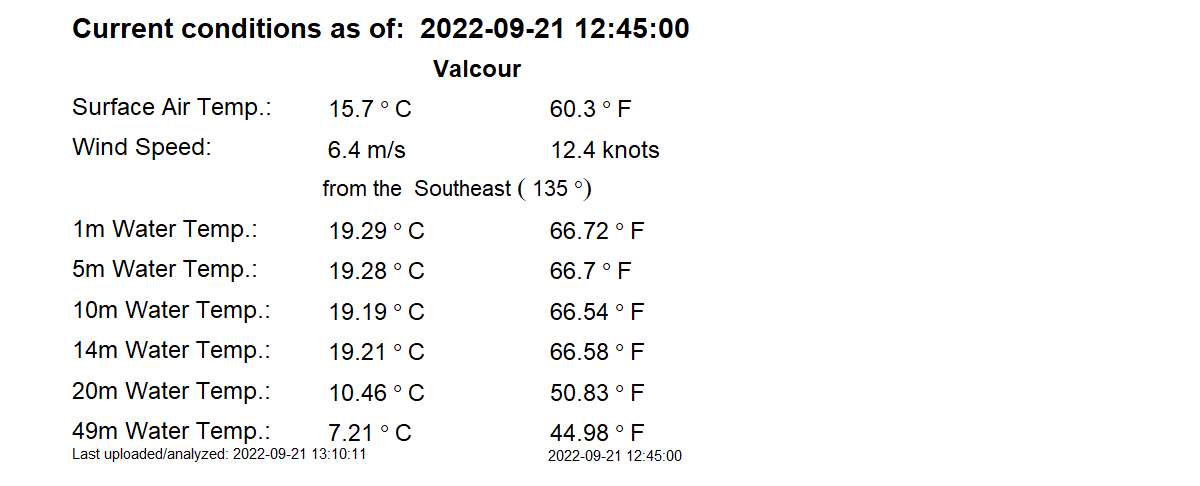 Current conditions as of: 2022-09-21 12:45:00
Valcour
Surface Air Temp.: 15.7 ° C 60.3 ° F
Wind Speed: 6.4 m/s 12.4 knots
from the Southeast ( 135 °)
1m Water Temp.: 19.29 ° C 66.72 ° F
5m Water Temp.: 19.28 ° C 66.7 ° F
10m Water Temp.: 19.19 ° C 66.54 ° F
14m Water Temp.: 19.21 ° C 66.58 ° F
20m Water Temp.: 10.46 ° C 50.83 ° F
49m Water Temp.: 7.21 ° C 44.98 ° F
Last uploaded/analyzed: 2022-09-21 13:10:11 2022-09-21 12:45:00